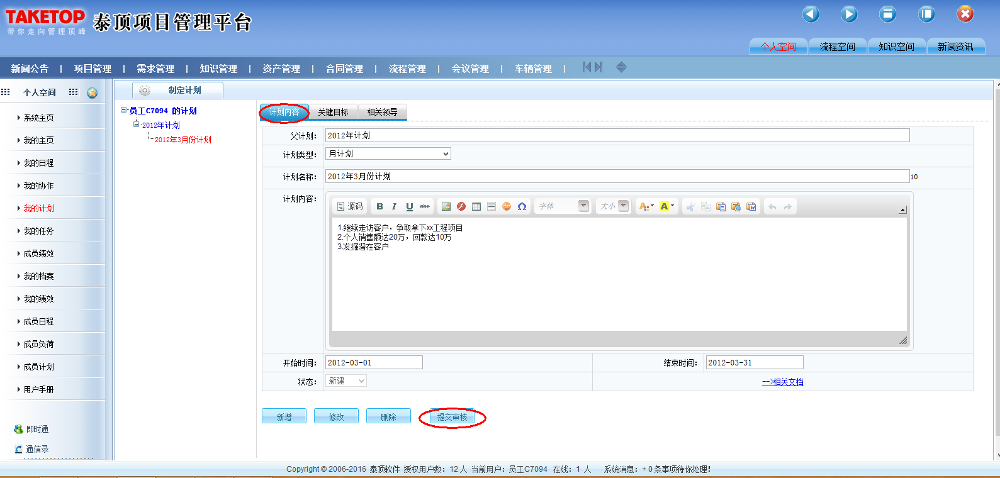 TAKETOP 泰顶项目管理平台
带你走向管理顶峰
个人空间 流程空间 知识空间 新闻资讯
新闻公告 | 项目管理 | 需求管理 | 知识管理 | 资产管理 | 合同管理 | 流程管理 | 会议管理 | 车辆管理 |
个人空间
系统主页
我的主页
我的日程
我的协作
我的计划
我的任务
成员绩效
我的档案
我的绩效
成员日程
成员负荷
成员计划
用户手册
即时通
通信录
制定计划
员工C7094 的计划
2012年计划
2012年3月份计划
计划内容 关键目标 相关领导
父计划: 2012年计划
计划类型: 月计划
计划名称: 2012年3月份计划 10
计划内容:
源码 B I U abc 字体 大小 A A
1.继续走访客户，争取拿下xx工程项目
2.个人销售额达20万，回款达10万
3.发掘潜在客户
开始时间: 2012-03-01 结束时间: 2012-03-31
状态: 新建 -->相关文档
新增 修改 删除 提交审核
Copyright © 2006-2016 泰顶软件 授权用户数: 12 人 当前用户: 员工C7094 在线: 1 人 系统消息: + 0 条事项待你处理!